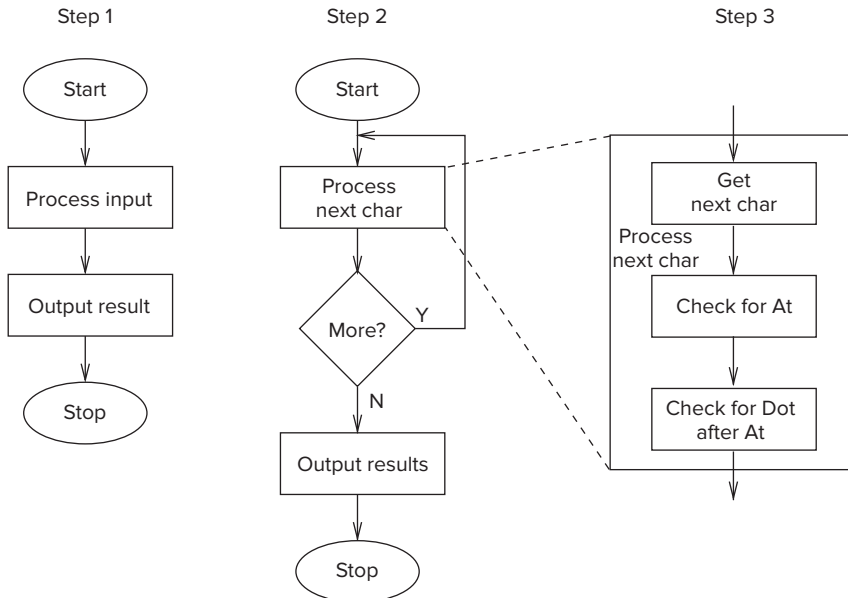 Step 1
Start
Process input
Output result
Stop
Step 2
Start
Process
next char
More?
Y
N
Output results
Stop
Step 3
Get
next char
Process
next char
Check for At
Check for Dot
after At